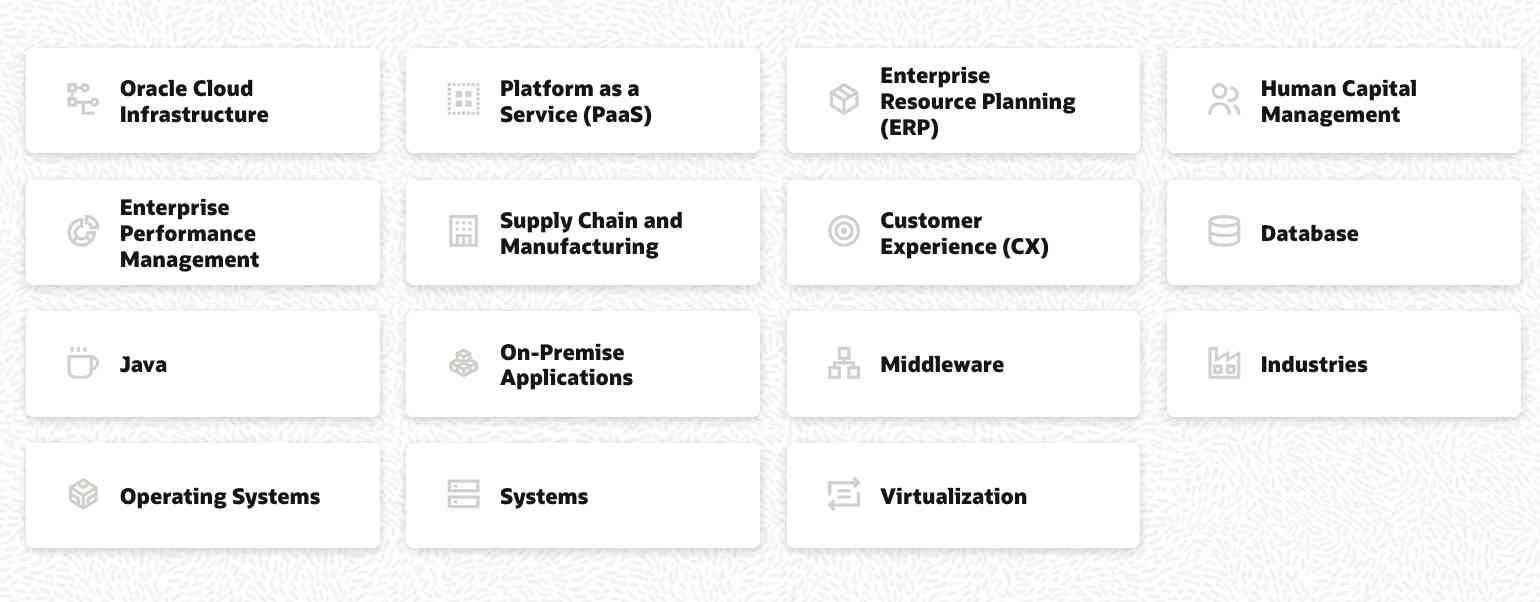 Oracle Cloud
Infrastructure
Platform as a
Service (PaaS)
Enterprise
Resource Planning
(ERP)
Human Capital
Management
Enterprise
Performance
Management
Supply Chain and
Manufacturing
Customer
Experience (CX)
Database
Java
On-Premise
Applications
Middleware
Industries
Operating Systems
Systems
Virtualization